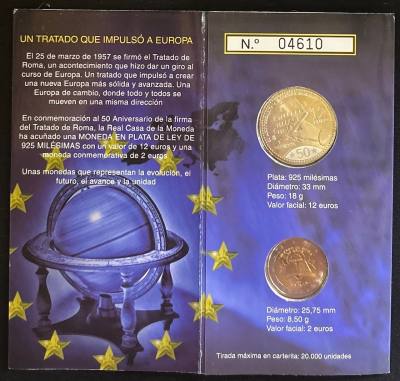 UN TRATADO QUE IMPULSÓ A EUROPA
El 25 de marzo de 1957 se firmó el Tratado de
Roma, un acontecimiento que hizo dar un giro al
curso de Europa. Un tratado que impulsó a crear
una nueva Europa más sólida y avanzada. Una
Europa de cambio, donde todo y todos se
mueven en una misma dirección
En conmemoración al 50 Aniversario de la firma
del Tratado de Roma, la Real Casa de la Moneda
ha acuñado una MONEDA EN PLATA DE LEY DE
925 MILÉSIMAS con un valor de 12 euros y una
moneda conmemorativa de 2 euros
Unas monedas que representan la evolución, el
futuro, el avance y la unidad
N.º 04610
50
Plata: 925 milésimas
Diámetro: 33 mm
Peso: 18 g
Valor facial: 12 euros
Diámetro: 25,75 mm
Peso: 8,50 g
Valor facial: 2 euros
Tirada máxima en carterita: 20.000 unidades